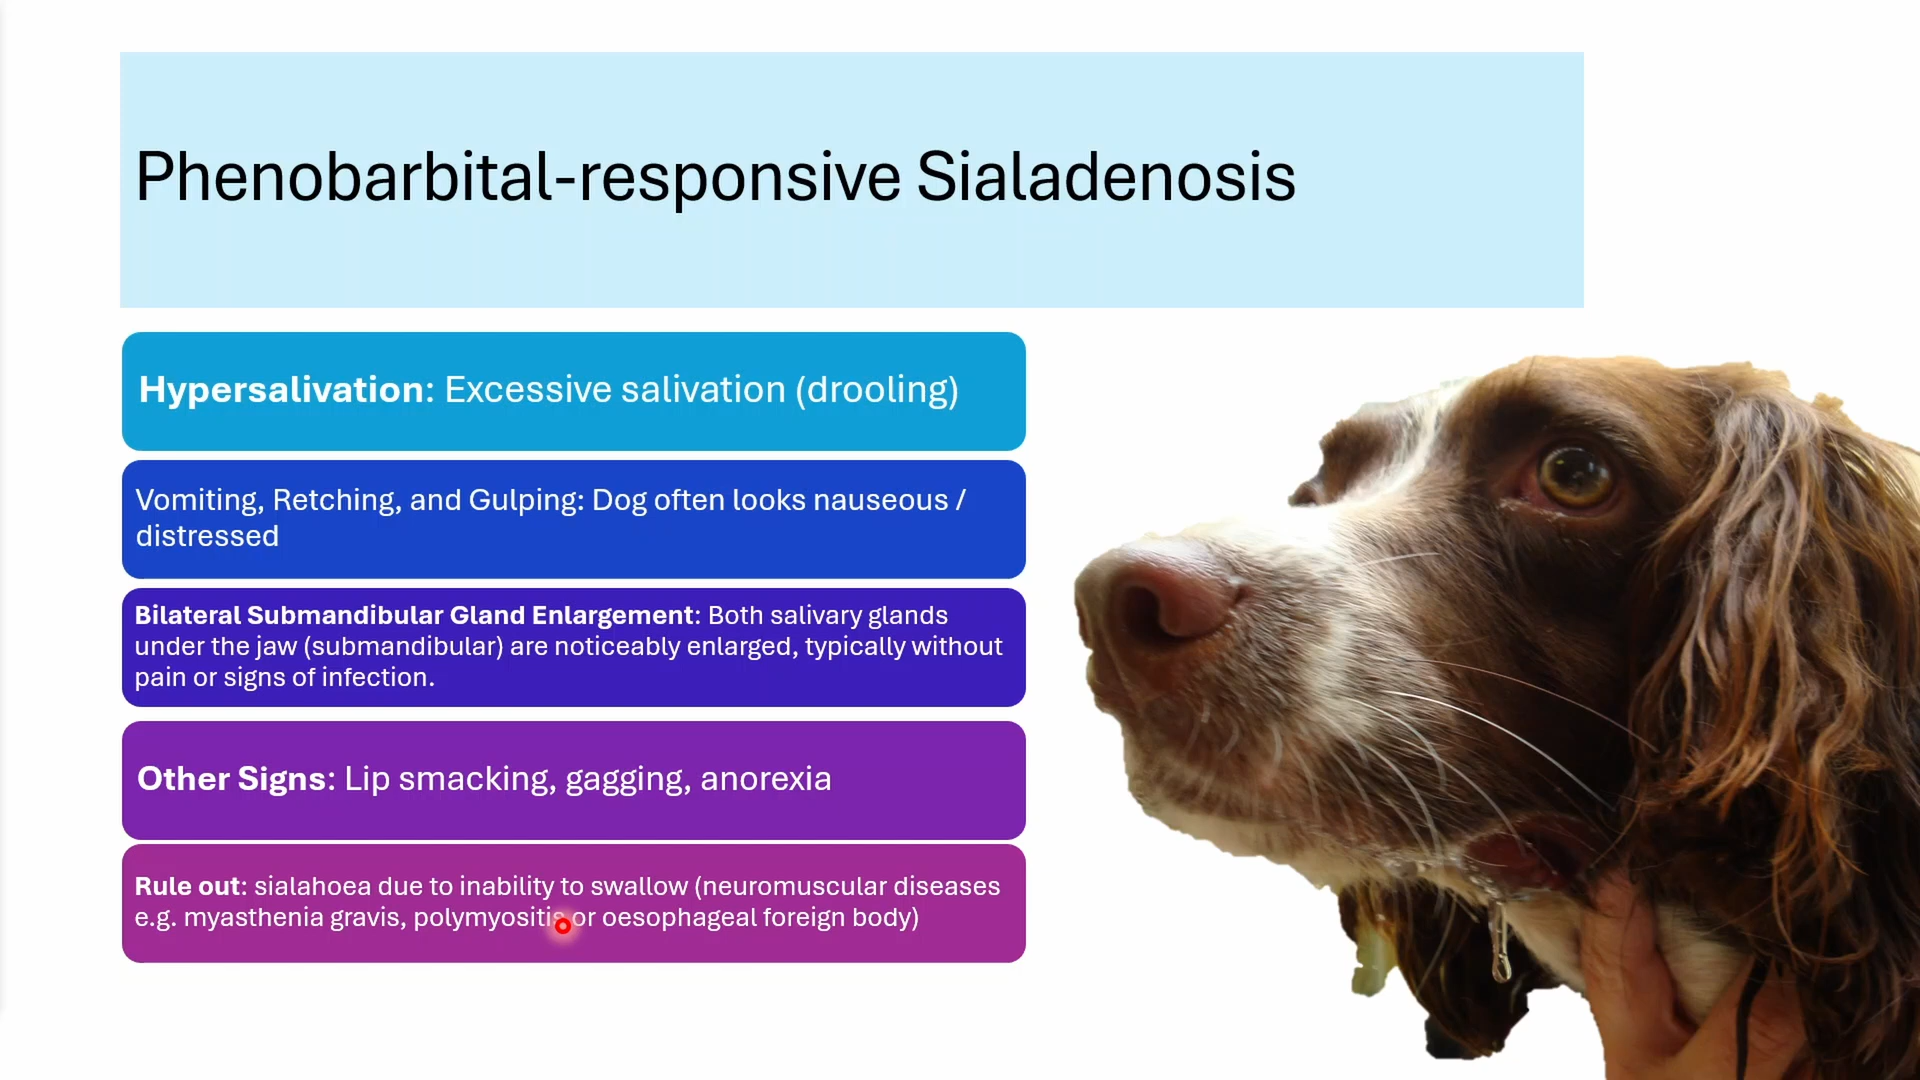 Phenobarbital-responsive Sialadenosis
Hypersalivation: Excessive salivation (drooling)
Vomiting, Retching, and Gulping: Dog often looks nauseous /
distressed
Bilateral Submandibular Gland Enlargement: Both salivary glands
under the jaw (submandibular) are noticeably enlarged, typically without
pain or signs of infection.
Other Signs: Lip smacking, gagging, anorexia
Rule out: sialahoea due to inability to swallow (neuromuscular diseases
e.g. myasthenia gravis, polymyositis or oesophageal foreign body)